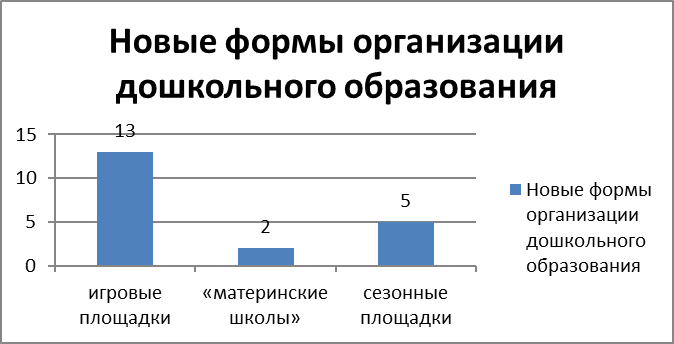 Новые формы организации
дошкольного образования
15
10
5
0
13
2
5
игровые
площадки
«материнские
школы»
сезонные
площадки
Новые формы
организации
дошкольного
образования